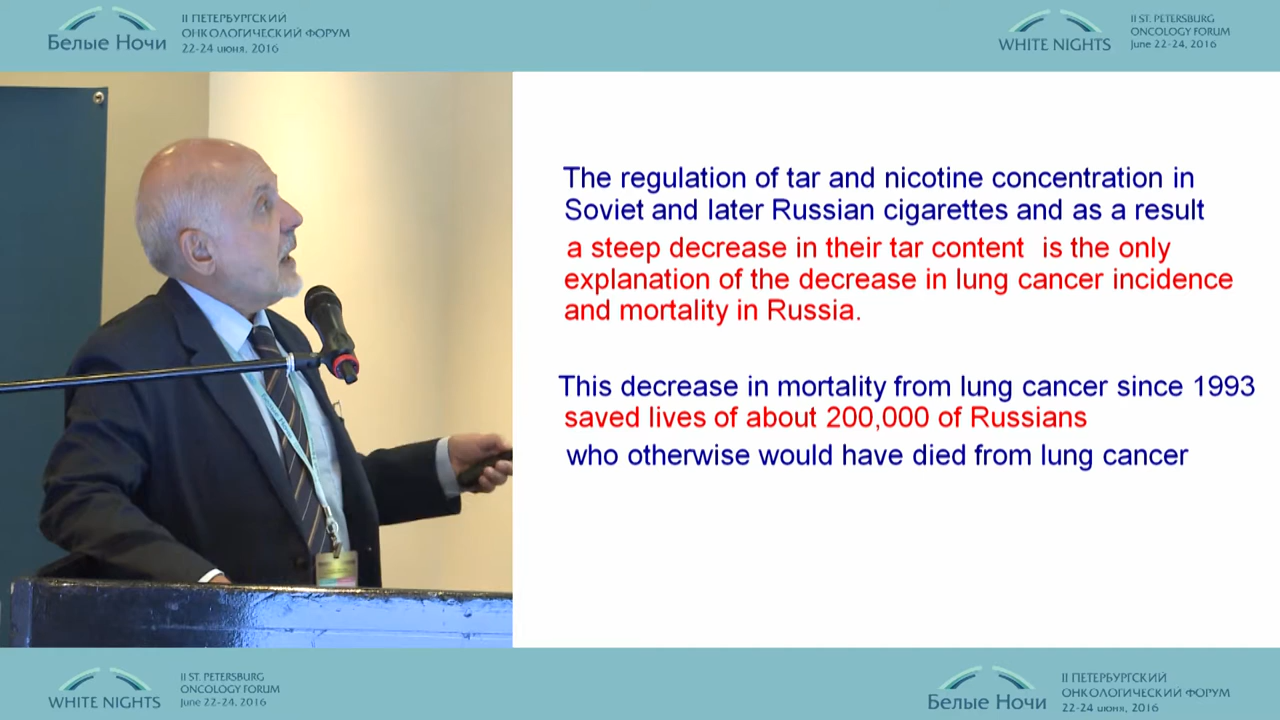 Белые Ночи
II ПЕТЕРБУРГСКИЙ
ОНКОЛОГИЧЕСКИЙ ФОРУМ
22-24 июня, 2016
WHITE NIGHTS
II ST. PETERSBURG
ONCOLOGY FORUM
June 22-24, 2016
The regulation of tar and nicotine concentration in
Soviet and later Russian cigarettes and as a result
a steep decrease in their tar content is the only
explanation of the decrease in lung cancer incidence
and mortality in Russia.
This decrease in mortality from lung cancer since 1993
saved lives of about 200,000 of Russians
who otherwise would have died from lung cancer
WHITE NIGHTS
II ST. PETERSBURG
ONCOLOGY FORUM
June 22-24, 2016
Белые Ночи
II ПЕТЕРБУРГСКИЙ
ОНКОЛОГИЧЕСКИЙ ФОРУМ
22-24 июня, 2016